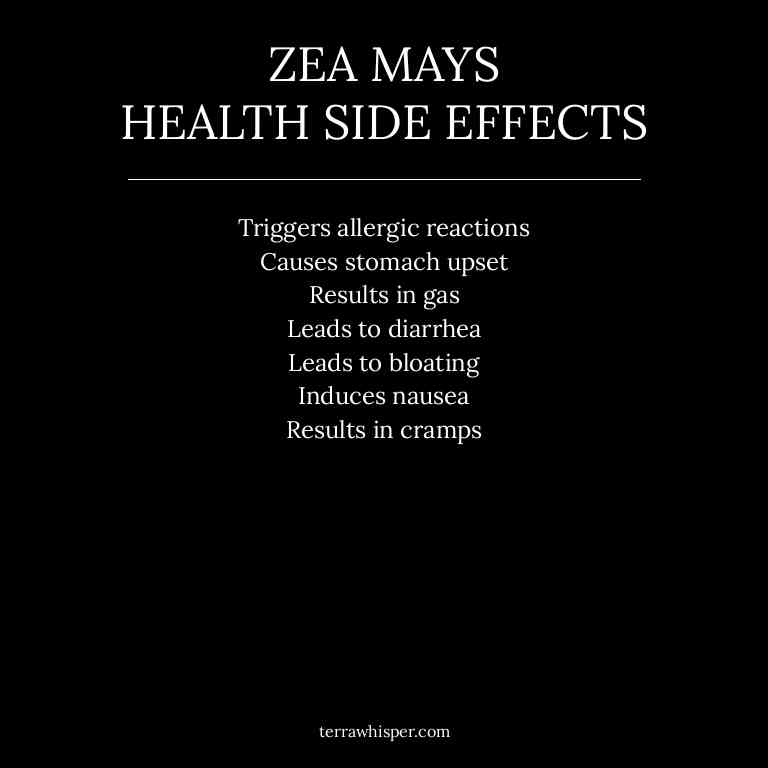 ZEA MAYS
HEALTH SIDE EFFECTS
Triggers allergic reactions
Causes stomach upset
Results in gas
Leads to diarrhea
Leads to bloating
Induces nausea
Results in cramps
terrawhisper.com